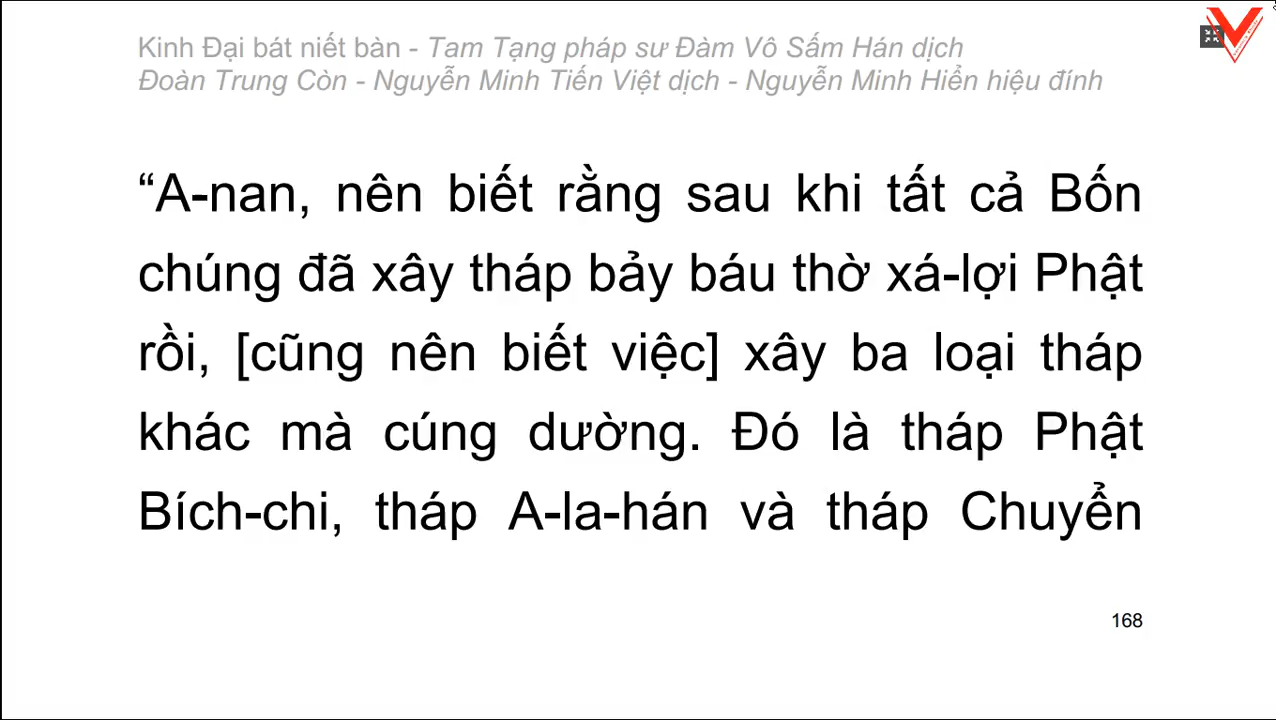 Kinh Đại bát niết bàn - Tam Tạng pháp sư Đàm Vô Sấm Hán dịch
Đoàn Trung Còn - Nguyễn Minh Tiến Việt dịch - Nguyễn Minh Hiển hiệu đính
“A-nan, nên biết rằng sau khi tất cả Bốn
chúng đã xây tháp bảy báu thờ xá-lợi Phật
rồi, [cũng nên biết việc] xây ba loại tháp
khác mà cúng dường. Đó là tháp Phật
Bích-chi, tháp A-la-hán và tháp Chuyển
168